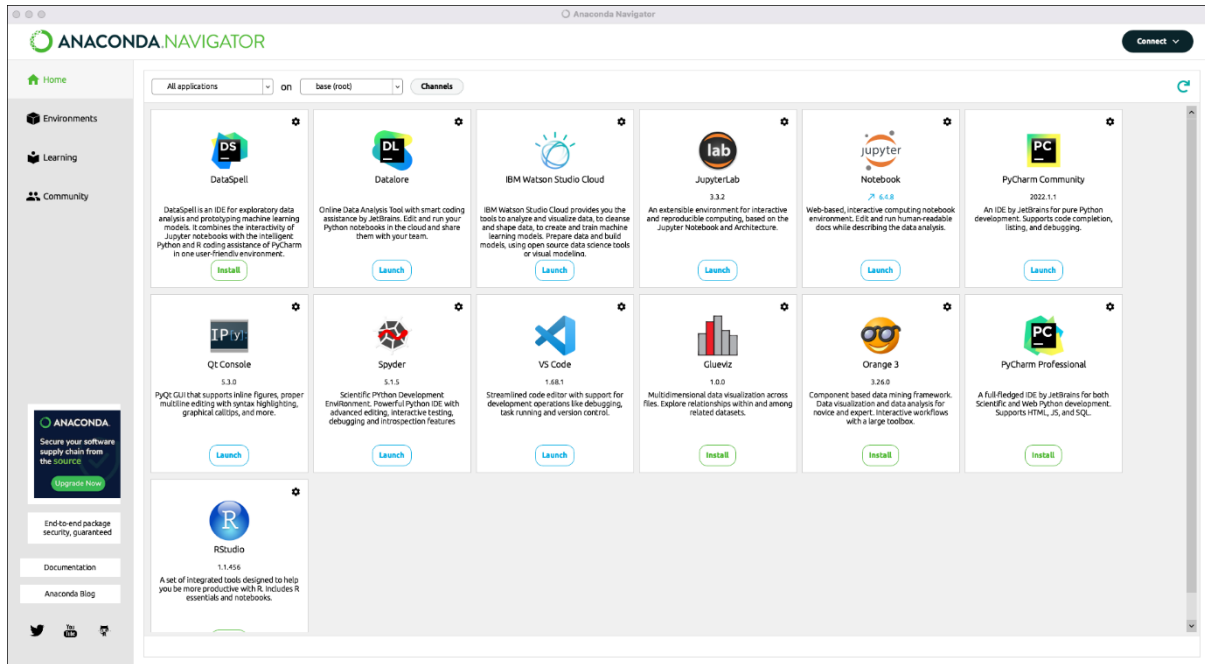 Anaconda Navigator
ANACONDA.NAVIGATOR
Connect
Home
Environments
Learning
Community
All applications
on
base (root)
Channels
DS
DataSpell
DataSpell is an IDE for exploratory data
analysis and prototyping machine learning
models. It combines the interactivity of
Jupyter notebooks with the intelligent
Python and R coding assistance of PyCharm
in one user-friendly environment.
Install
DL
Datalore
Online Data Analysis Tool with smart coding
assistance by JetBrains. Edit and run your
Python notebooks in the cloud and share
them with your team.
Launch
IBM Watson Studio Cloud
IBM Watson Studio Cloud provides you the
tools to analyze and visualize data, to cleanse
and shape data, to create and train machine
learning models. Prepare data and build
models, using open source data science tools
or visual modeling.
Launch
lab
JupyterLab
3.3.2
An extensible environment for interactive
and reproducible computing, based on the
Jupyter Notebook and Architecture.
Launch
jupyter
Notebook
6.4.8
Web-based, interactive computing notebook
environment. Edit and run human-readable
docs while describing the data analysis.
Launch
PC
PyCharm Community
2022.1.1
An IDE by JetBrains for pure Python
development. Supports code completion,
listing, and debugging.
Launch
IP[y]:
Qt Console
5.3.0
PyQt GUI that supports inline figures, proper
multiline editing with syntax highlighting,
graphical calltips, and more.
Launch
Spyder
5.1.5
Scientific PYthon Development
EnviRonment. Powerful Python IDE with
advanced editing, interactive testing,
debugging and introspection features
Launch
VS Code
1.68.1
Streamlined code editor with support for
development operations like debugging,
task running and version control.
Launch
Glueviz
1.0.0
Multidimensional data visualization across
files. Explore relationships within and among
related datasets.
Install
Orange 3
3.26.0
Component based data mining framework.
Data visualization and data analysis for
novice and expert. Interactive workflows
with a large toolbox.
Install
PC
PyCharm Professional
A full-fledged IDE by JetBrains for both
Scientific and Web Python development.
Supports HTML, JS, and SQL.
Install
R
RStudio
1.1.456
A set of integrated tools designed to help
you be more productive with R. Includes R
essentials and notebooks.
ANACONDA.
Secure your software
supply chain from
the source
Upgrade Now
End-to-end package
security, guaranteed
Documentation
Anaconda Blog
You
Tube